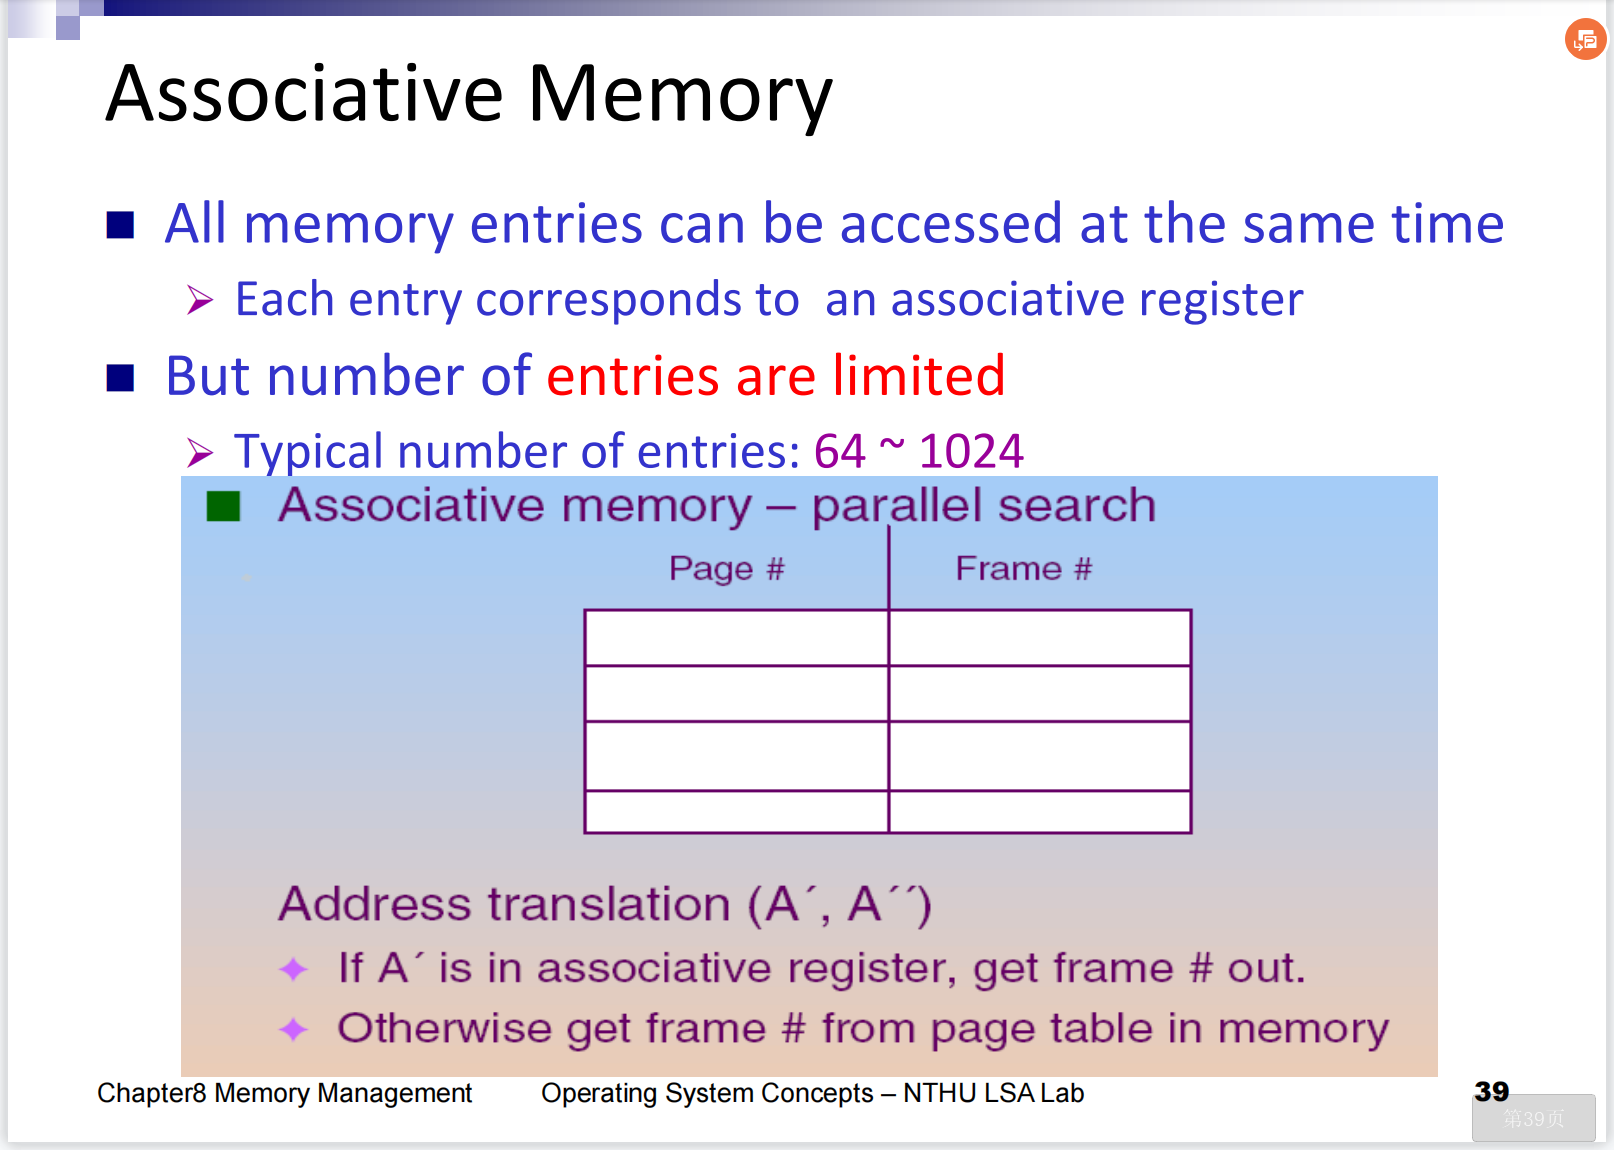 Associative Memory
All memory entries can be accessed at the same time
Each entry corresponds to an associative register
But number of entries are limited
Typical number of entries: 64 ~ 1024
Associative memory – parallel search
Page # Frame #
Address translation (A´, A´´)
If A´ is in associative register, get frame # out.
Otherwise get frame # from page table in memory
Chapter8 Memory Management Operating System Concepts – NTHU LSA Lab 39
第39页